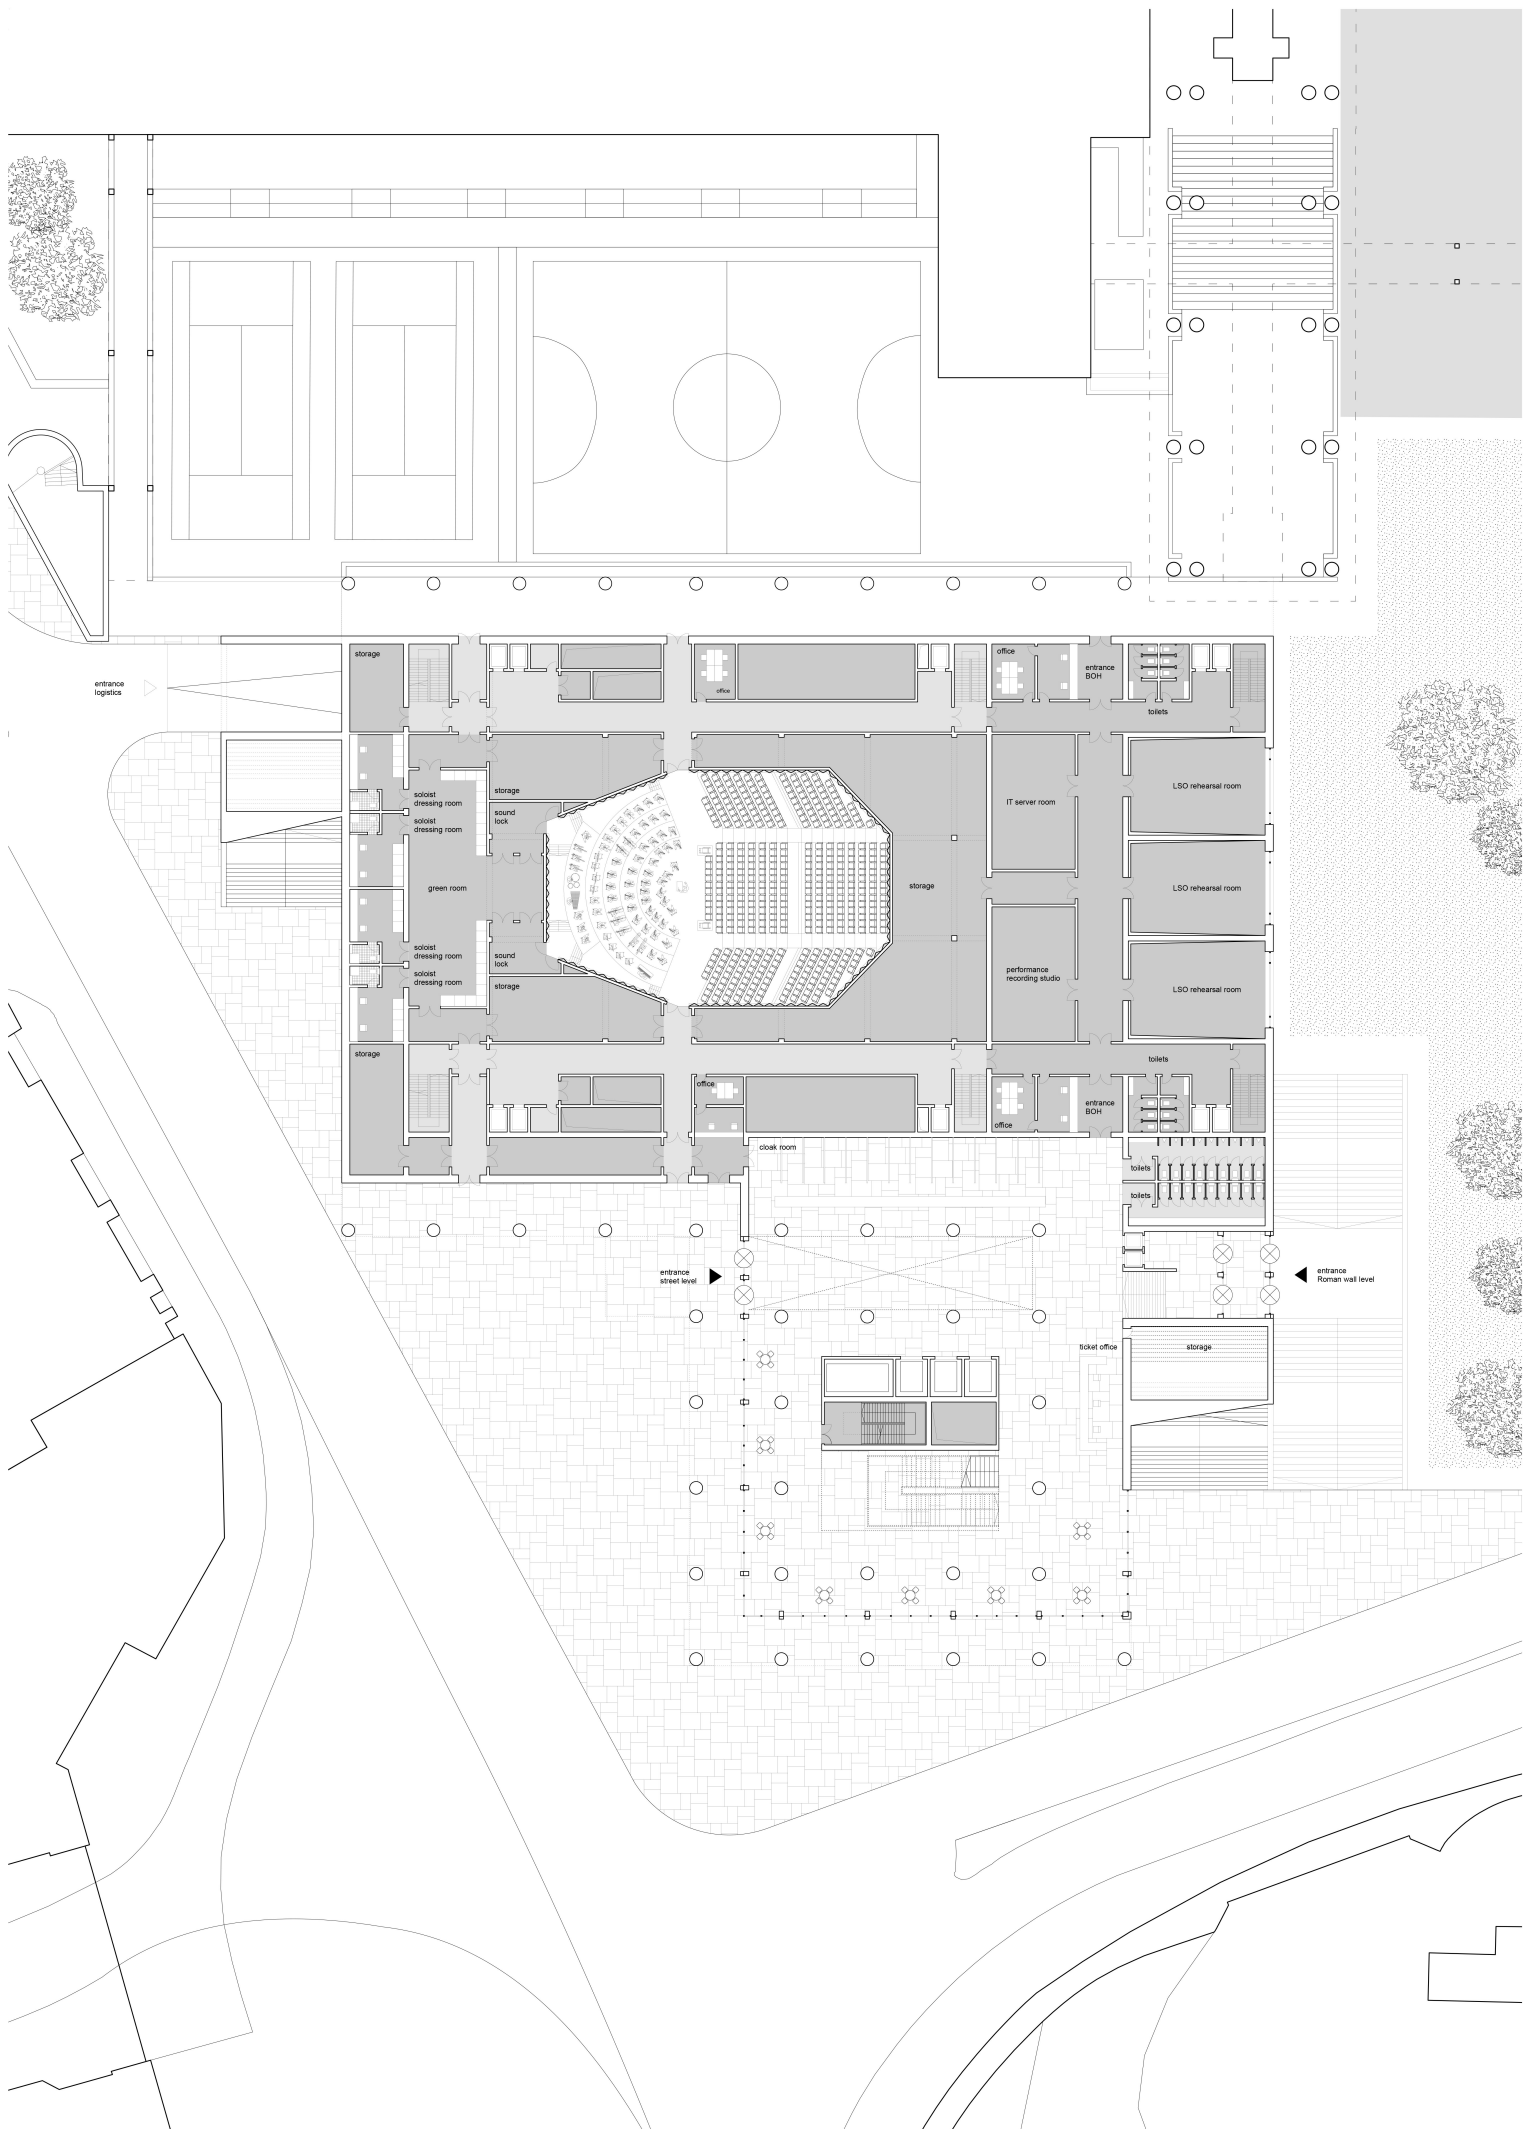 storage
office
office
entrance
BOH
entrance
logistics
toilets
storage
soloist
dressing room
sound
lock
soloist
dressing room
IT server room
LSO rehearsal room
green room
storage
LSO rehearsal room
soloist
dressing room
sound
lock
soloist
dressing room
storage
performance
recording studio
LSO rehearsal room
storage
toilets
office
entrance
BOH
office
cloak room
toilets
toilets
entrance
street level
entrance
Roman wall level
ticket office
storage